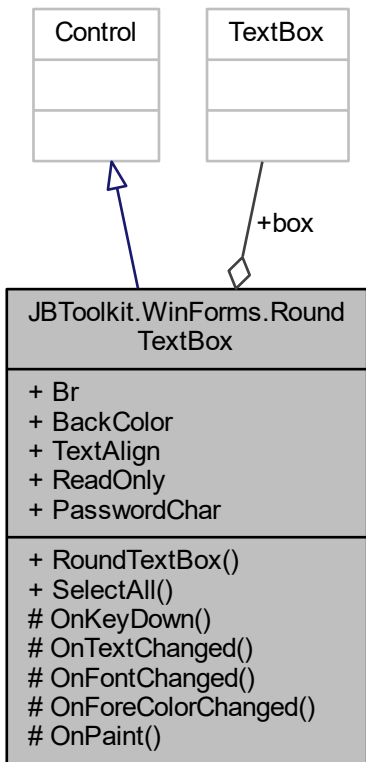 Control
TextBox
+box
JBToolkit.WinForms.Round
TextBox
+ Br
+ BackColor
+ TextAlign
+ ReadOnly
+ PasswordChar
+ RoundTextBox()
+ SelectAll()
# OnKeyDown()
# OnTextChanged()
# OnFontChanged()
# OnForeColorChanged()
# OnPaint()